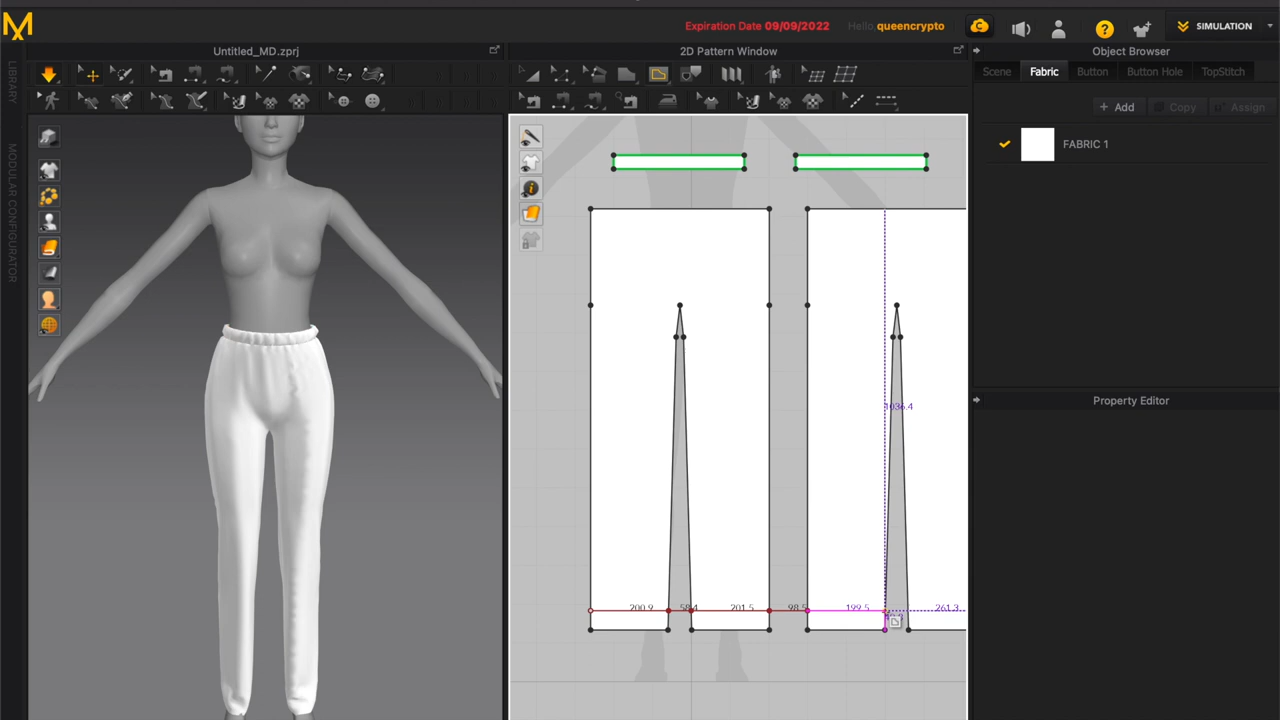 Expiration Date 09/09/2022 Hello, queencrypto
SIMULATION
Untitled_MD.zprj
2D Pattern Window
Object Browser
LIBRARY
MODULAR CONFIGURATOR
Scene Fabric Button Button Hole TopStitch
+ Add Copy Assign
FABRIC 1
Property Editor
1036.4
200.9 201.5 98.5 199.5 261.3